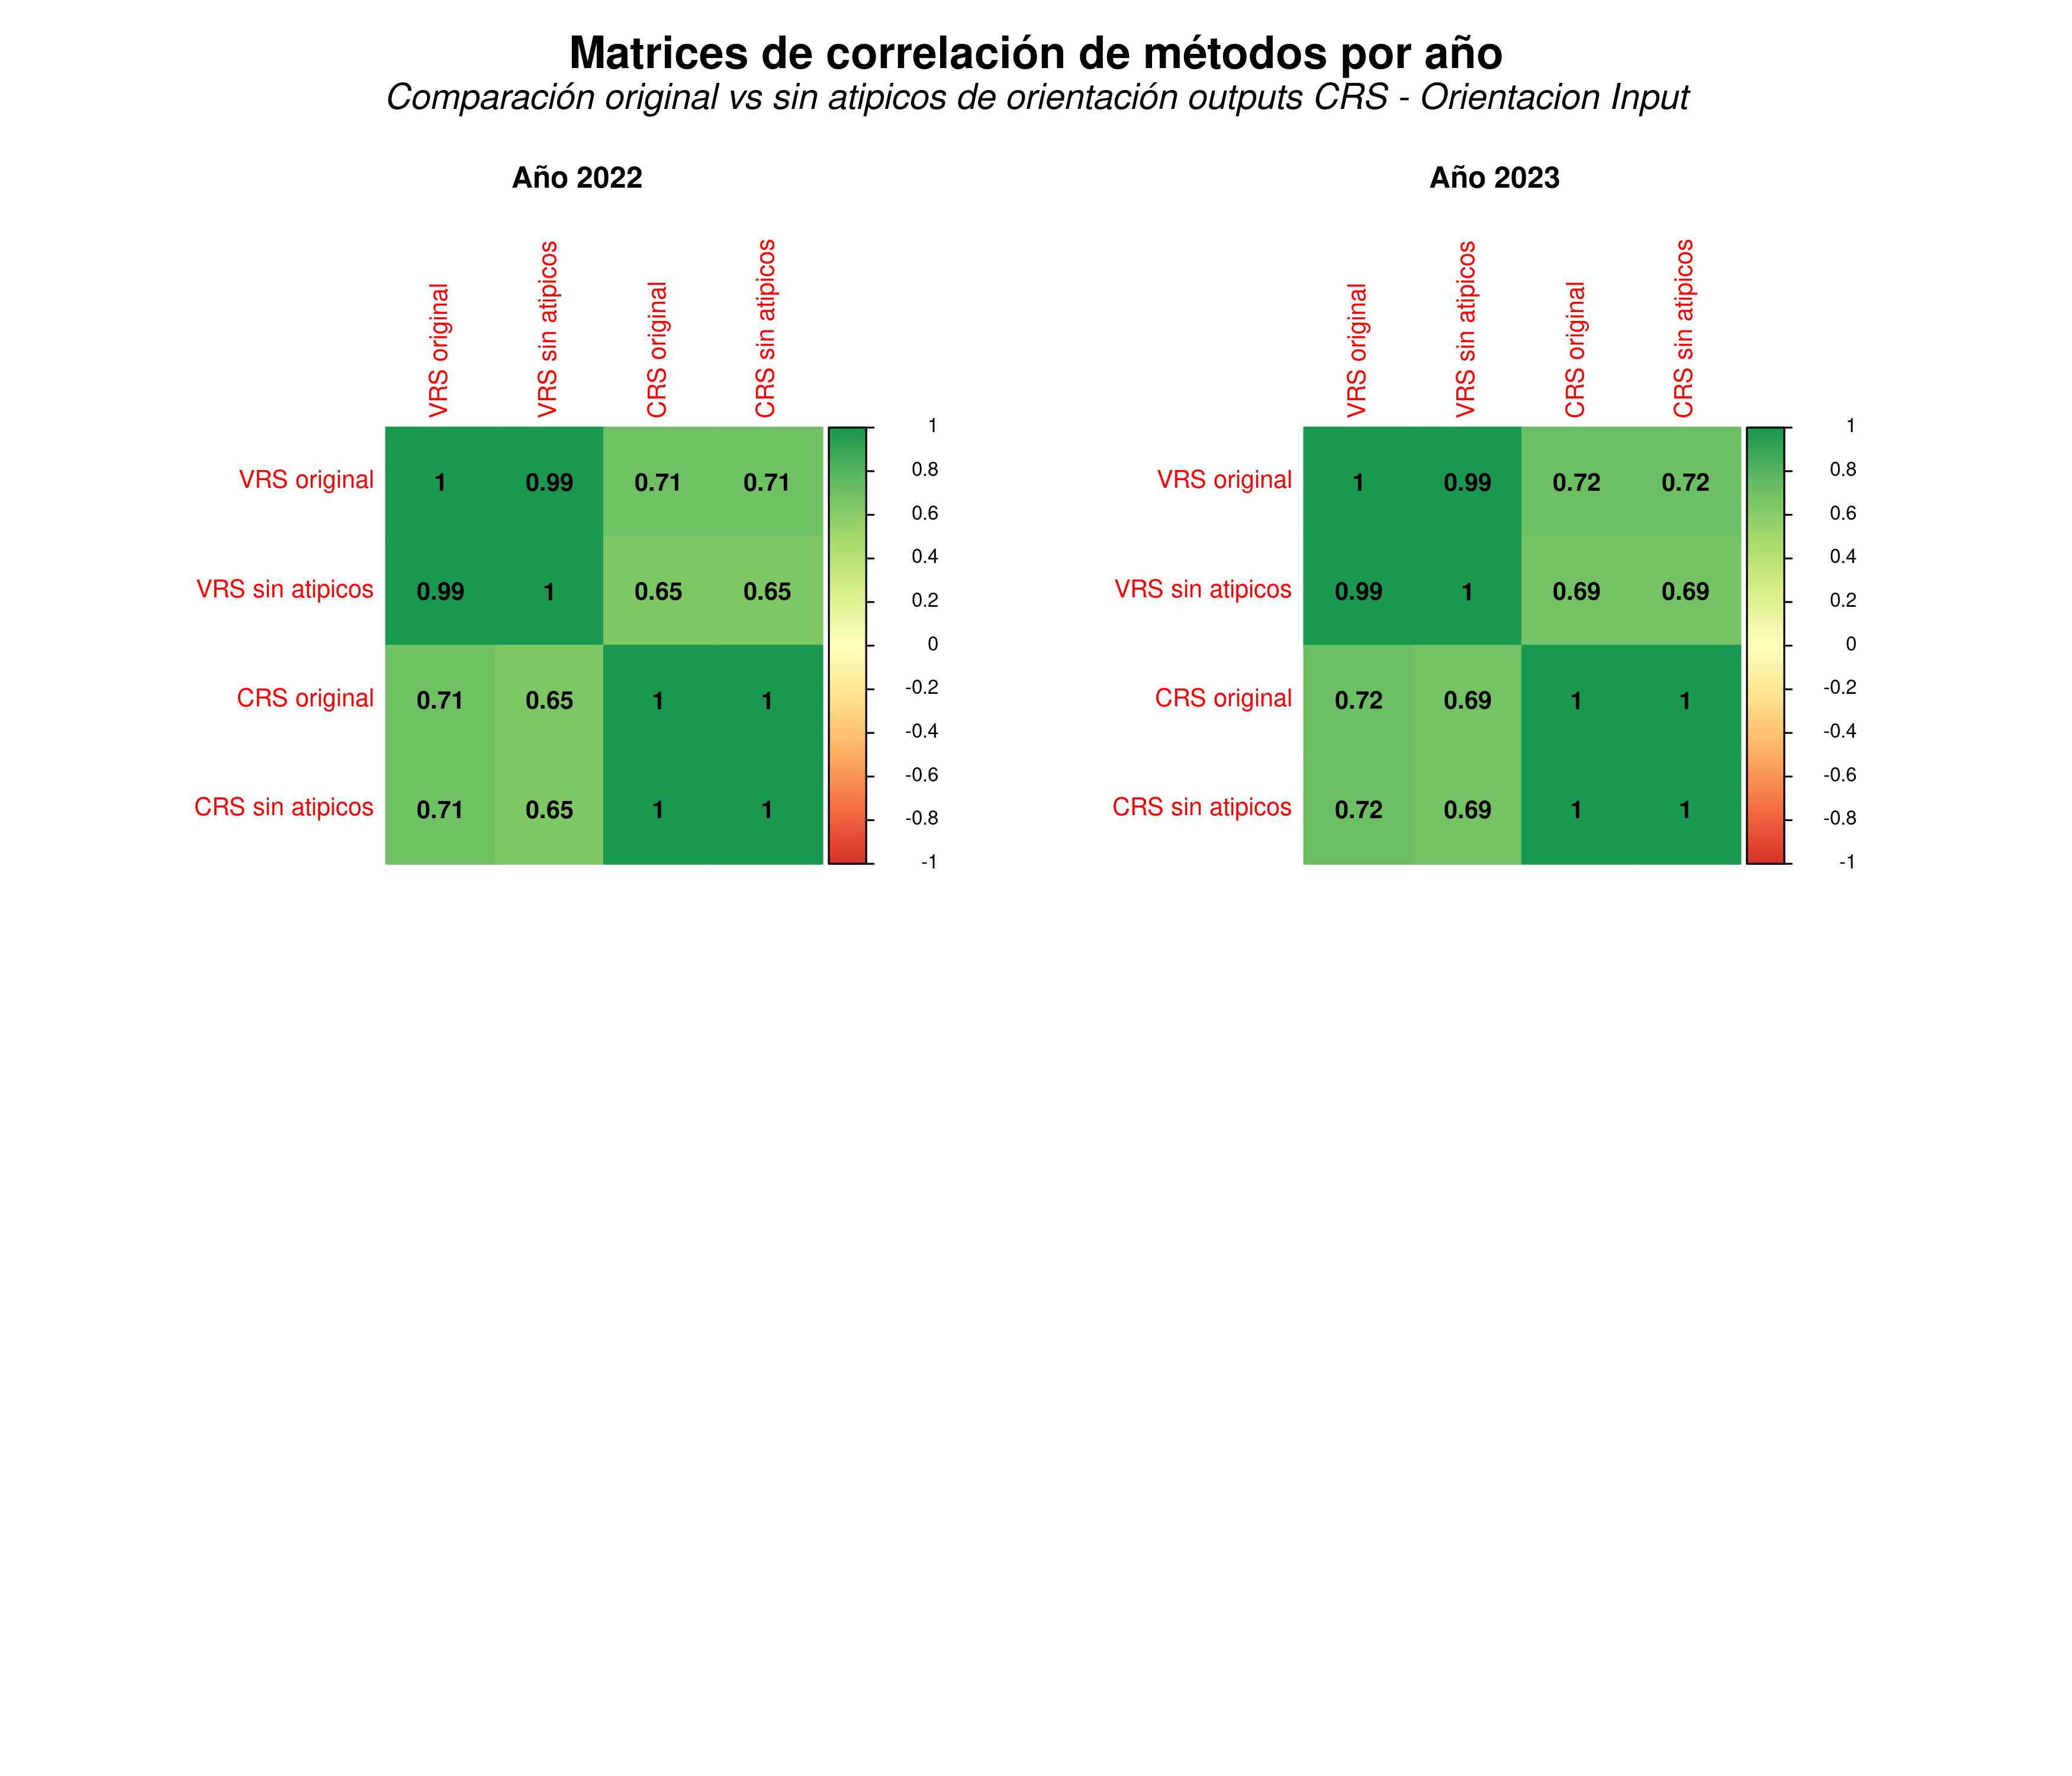 Matrices de correlación de métodos por año
Comparación original vs sin atipicos de orientación outputs CRS - Orientacion Input
Año 2022
VRS original
VRS sin atipicos
CRS original
CRS sin atipicos
VRS original 1 0.99 0.71 0.71
VRS sin atipicos 0.99 1 0.65 0.65
CRS original 0.71 0.65 1 1
CRS sin atipicos 0.71 0.65 1 1
1
0.8
0.6
0.4
0.2
0
-0.2
-0.4
-0.6
-0.8
-1
Año 2023
VRS original
VRS sin atipicos
CRS original
CRS sin atipicos
VRS original 1 0.99 0.72 0.72
VRS sin atipicos 0.99 1 0.69 0.69
CRS original 0.72 0.69 1 1
CRS sin atipicos 0.72 0.69 1 1
1
0.8
0.6
0.4
0.2
0
-0.2
-0.4
-0.6
-0.8
-1